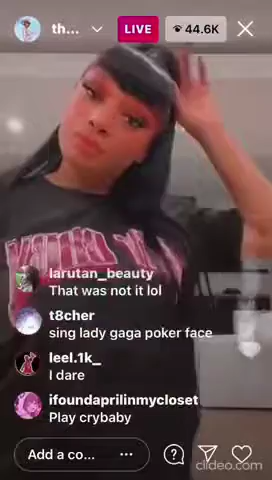 th...
LIVE
44.6K
larutan_beauty
That was not it lol
t8cher
sing lady gaga poker face
leel.1k_
I dare
ifoundaprilinmycloset
Play crybaby
Add a co...
clideo.com